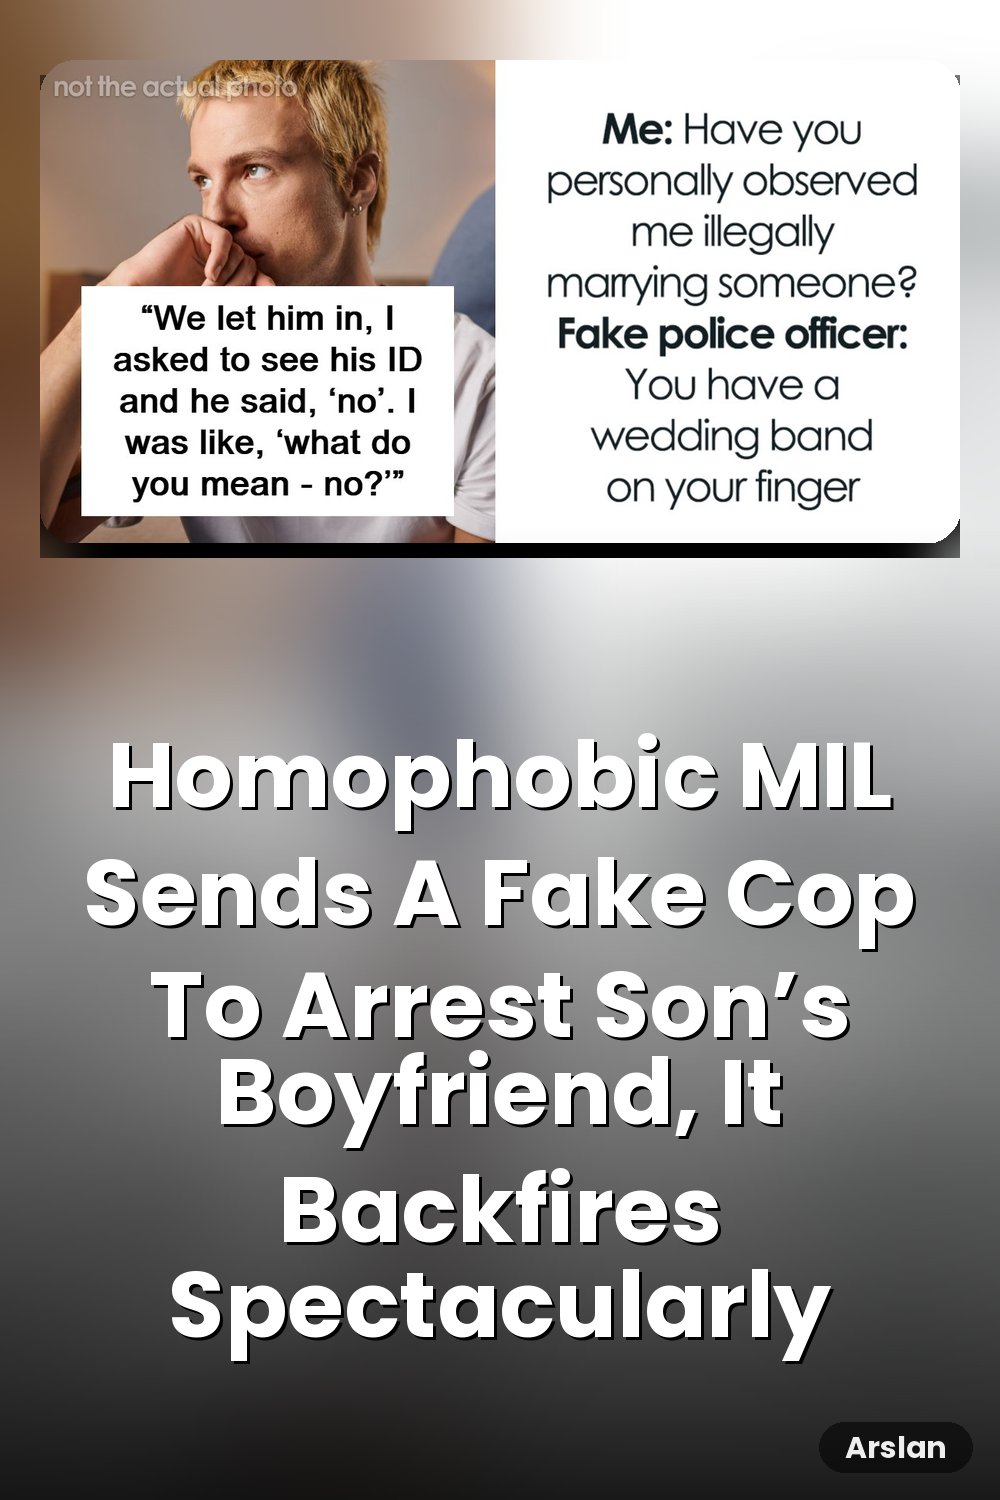 not the actual photo
“We let him in, I
asked to see his ID
and he said, ‘no’. I
was like, ‘what do
you mean - no?’”
Me: Have you
personally observed
me illegally
marrying someone?
Fake police officer:
You have a
wedding band
on your finger
Homophobic MIL
Sends A Fake Cop
To Arrest Son’s
Boyfriend, It
Backfires
Spectacularly
Arslan